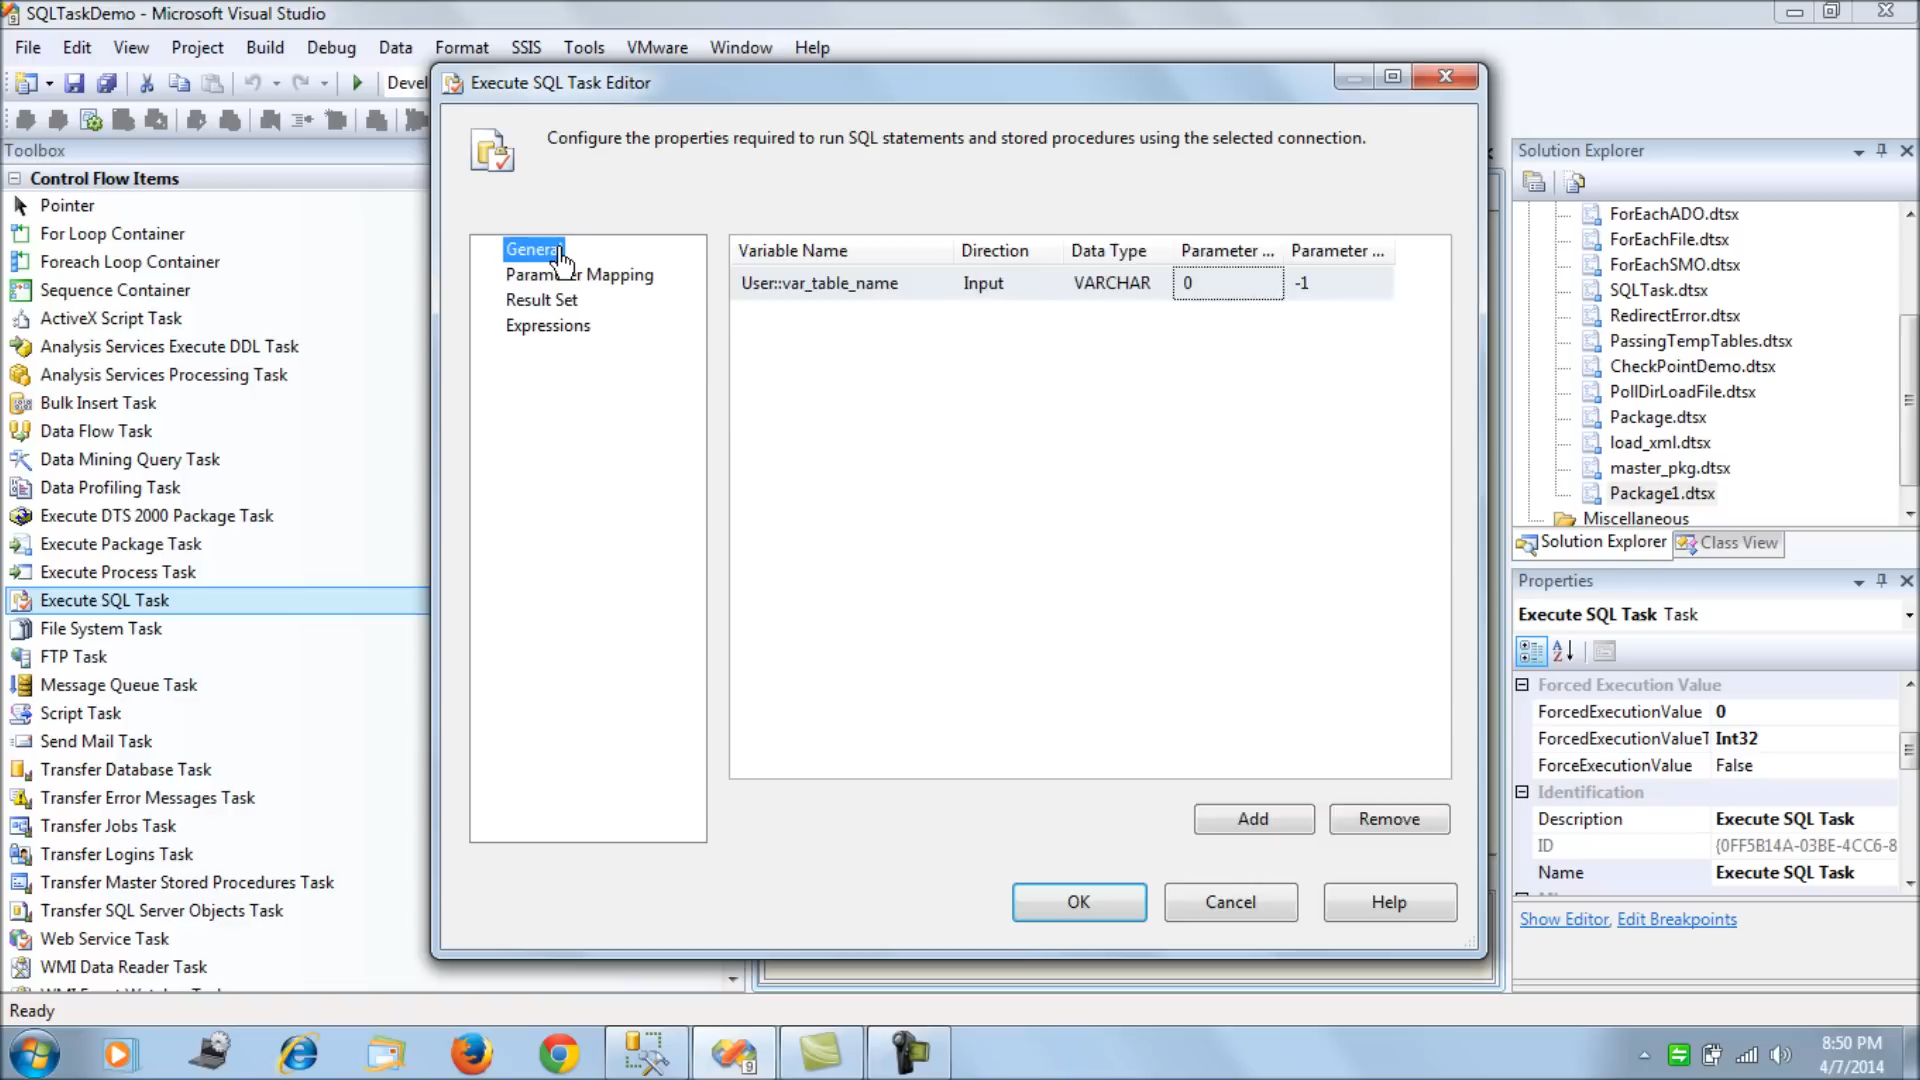 SQLTaskDemo - Microsoft Visual Studio
File Edit View Project Build Debug Data Format SSIS Tools VMware Window Help
Devel
Toolbox
Control Flow Items
Pointer
For Loop Container
Foreach Loop Container
Sequence Container
ActiveX Script Task
Analysis Services Execute DDL Task
Analysis Services Processing Task
Bulk Insert Task
Data Flow Task
Data Mining Query Task
Data Profiling Task
Execute DTS 2000 Package Task
Execute Package Task
Execute Process Task
Execute SQL Task
File System Task
FTP Task
Message Queue Task
Script Task
Send Mail Task
Transfer Database Task
Transfer Error Messages Task
Transfer Jobs Task
Transfer Logins Task
Transfer Master Stored Procedures Task
Transfer SQL Server Objects Task
Web Service Task
WMI Data Reader Task
Ready
Execute SQL Task Editor
Configure the properties required to run SQL statements and stored procedures using the selected connection.
General
Parameter Mapping
Result Set
Expressions
Variable Name Direction Data Type Parameter ... Parameter ...
User::var_table_name Input VARCHAR 0 -1
Add Remove
OK Cancel Help
Solution Explorer
ForEachADO.dtsx
ForEachFile.dtsx
ForEachSMO.dtsx
SQLTask.dtsx
RedirectError.dtsx
PassingTempTables.dtsx
CheckPointDemo.dtsx
PollDirLoadFile.dtsx
Package.dtsx
load_xml.dtsx
master_pkg.dtsx
Package1.dtsx
Miscellaneous
Solution Explorer Class View
Properties
Execute SQL Task Task
Forced Execution Value
ForcedExecutionValue 0
ForcedExecutionValueT Int32
ForceExecutionValue False
Identification
Description Execute SQL Task
ID {0FF5B14A-03BE-4CC6-8
Name Execute SQL Task
Show Editor, Edit Breakpoints
9
8:50 PM
4/7/2014